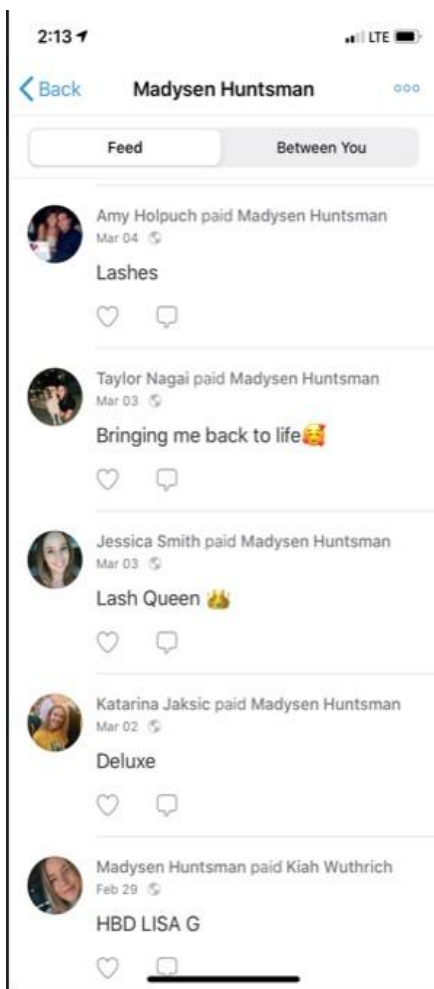 2:13 LTE
Back Madysen Huntsman
Feed Between You
Amy Holpuch paid Madysen Huntsman
Mar 04
Lashes
Taylor Nagai paid Madysen Huntsman
Mar 03
Bringing me back to life🥰
Jessica Smith paid Madysen Huntsman
Mar 03
Lash Queen 👑
Katarina Jaksic paid Madysen Huntsman
Mar 02
Deluxe
Madysen Huntsman paid Kiah Wuthrich
Feb 29
HBD LISA G